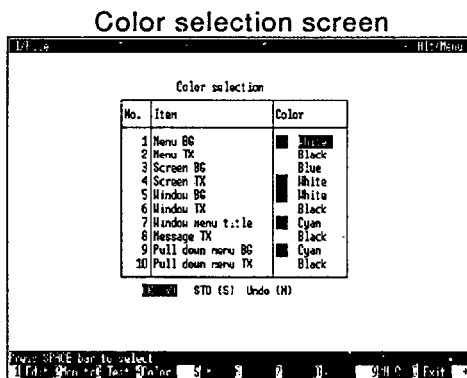 Color selection screen
Alt/Menu
Color selection
No. Item Color
1 Menu BG White
2 Menu TX Black
3 Screen BG Blue
4 Screen TX White
5 Window BG White
6 Window TX Black
7 Window menu title Cyan
8 Message TX Black
9 Pull down menu BG Cyan
10 Pull down menu TX Black
STD (S) Undo (N)
Press SPACE bar to select
Exit